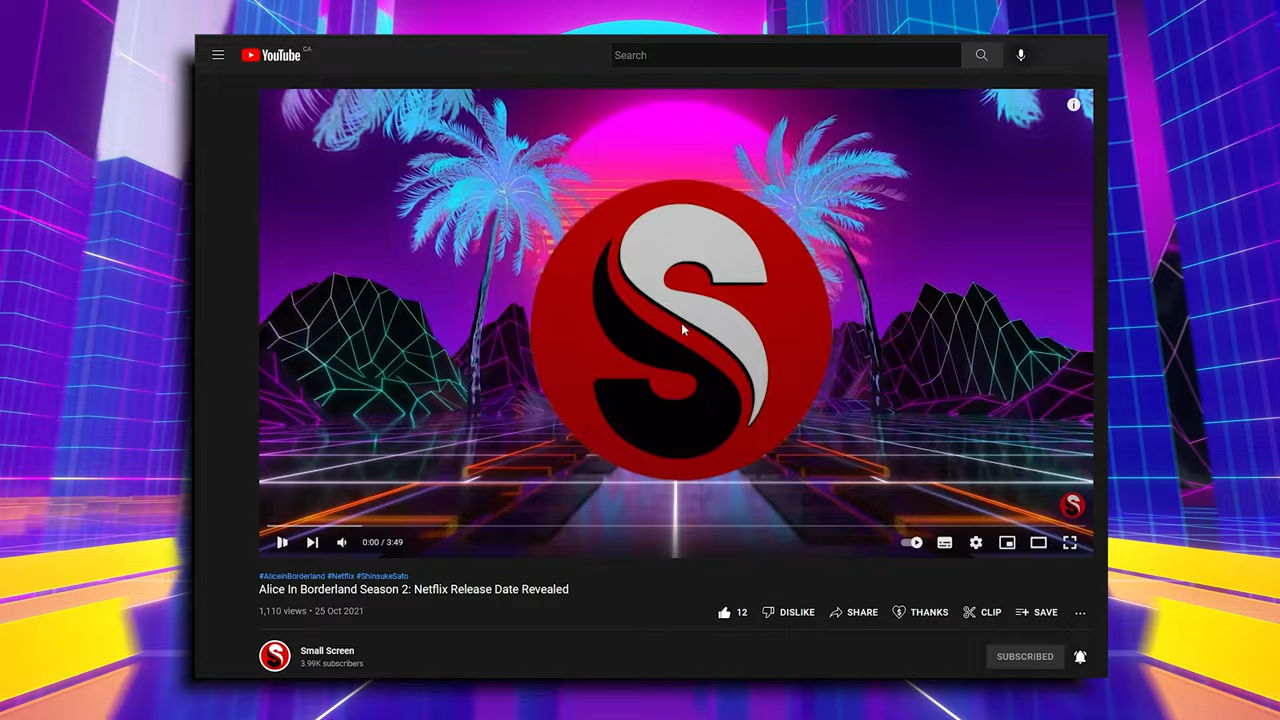 YouTube CA
Search
S
0:00 / 3:49
#AliceinBorderland #Netflix #ShinsukeSato
Alice In Borderland Season 2: Netflix Release Date Revealed
1,110 views • 25 Oct 2021
12 DISLIKE SHARE THANKS CLIP SAVE
Small Screen
3.99K subscribers
SUBSCRIBED